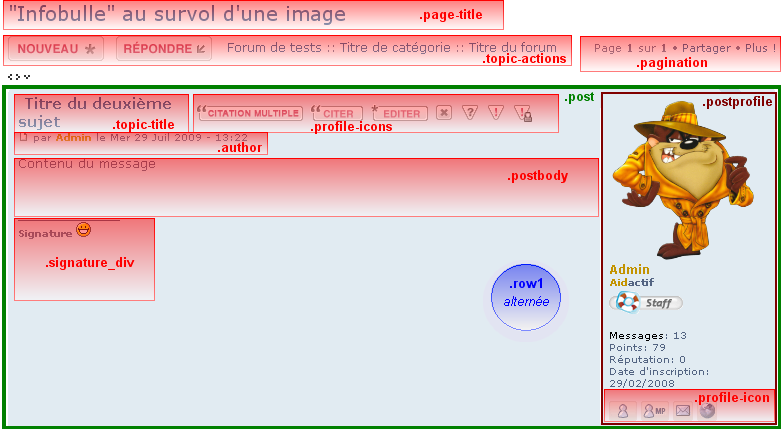 "Infobulle" au survol d'une image
.page-title
NOUVEAU RÉPONDRE Forum de tests :: Titre de catégorie :: Titre du forum
.topic-actions
Page 1 sur 1 • Partager • Plus !
.pagination
Titre du deuxième
sujet
.topic-title
CITATION MULTIPLE CITER EDITER
.profile-icons
.post
.postprofile
par Admin le Mer 29 Juil 2009 - 13:22
.author
Contenu du message
.postbody
Signature
.signature_div
.row1
alternée
Admin
Aidactif
Staff
Messages: 13
Points: 79
Réputation: 0
Date d'inscription:
29/02/2008
.profile-icon
MP